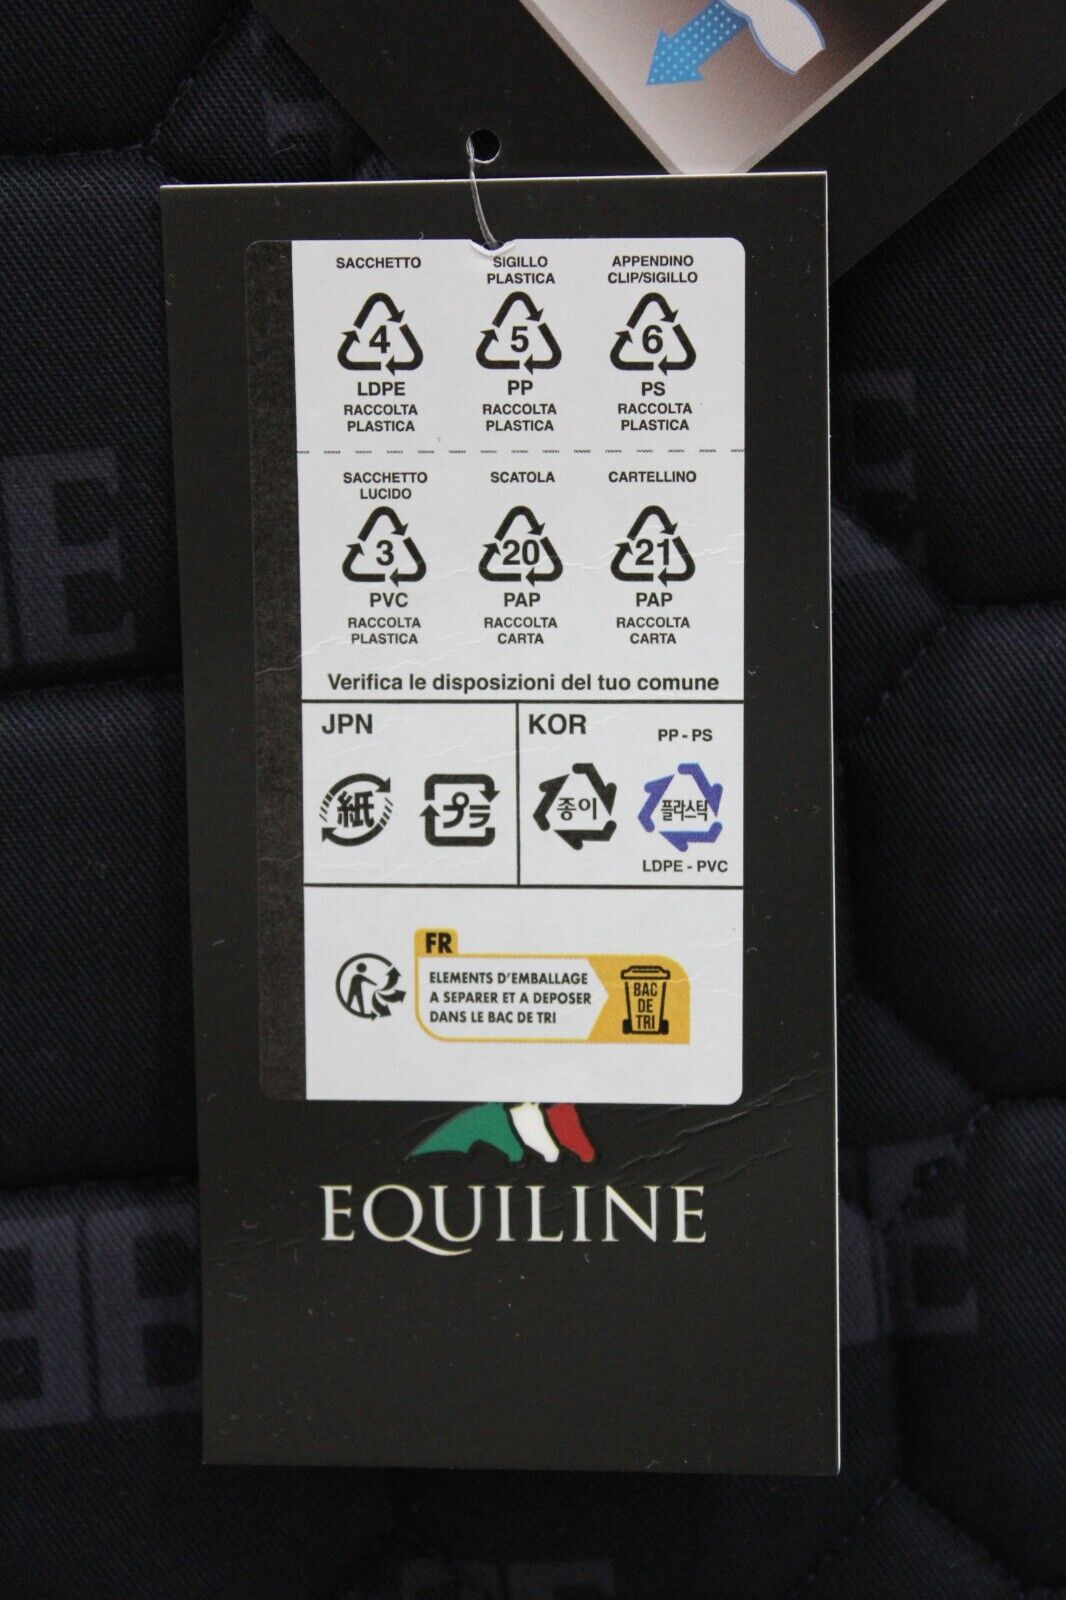 SACCHETTO
SIGILLO
PLASTICA
APPENDINO
CLIP/SIGILLO
4
5
6
LDPE
PP
PS
RACCOLTA
PLASTICA
RACCOLTA
PLASTICA
RACCOLTA
PLASTICA
SACCHETTO
LUCIDO
SCATOLA
CARTELLINO
3
20
21
PVC
PAP
PAP
RACCOLTA
PLASTICA
RACCOLTA
CARTA
RACCOLTA
CARTA
Verifica le disposizioni del tuo comune
JPN
紙
プラ
KOR
PP - PS
종이
플라스틱
LDPE - PVC
FR
ELEMENTS D'EMBALLAGE
A SEPARER ET A DEPOSER
DANS LE BAC DE TRI
BAC
DE
TRI
EQUILINE